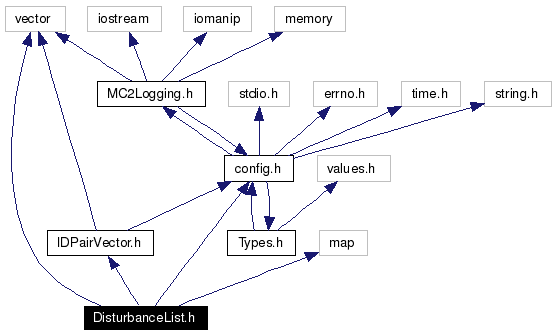 vector
iostream
iomanip
memory
MC2Logging.h
stdio.h
errno.h
time.h
string.h
config.h
values.h
IDPairVector.h
Types.h
map
DisturbanceList.h